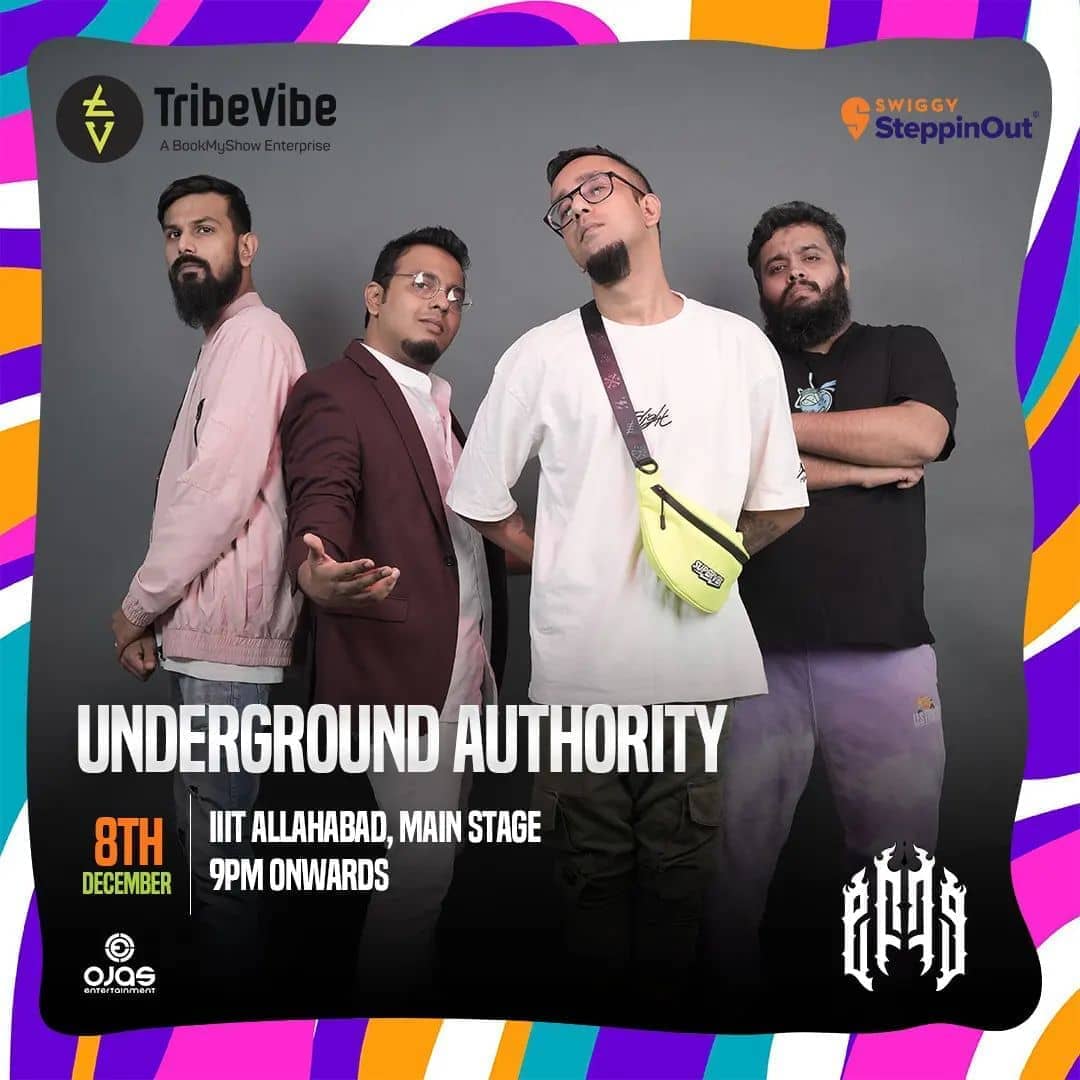 TribeVibe
A BookMyShow Enterprise
SWIGGY
SteppinOut
UNDERGROUND AUTHORITY
8TH
DECEMBER
IIIT ALLAHABAD, MAIN STAGE
9PM ONWARDS
OJAS
entertainment